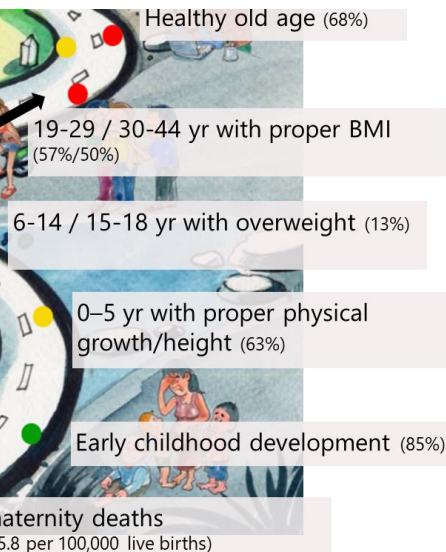 Healthy old age (68%)
19-29 / 30-44 yr with proper BMI
(57%/50%)
6-14 / 15-18 yr with overweight (13%)
0–5 yr with proper physical
growth/height (63%)
Early childhood development (85%)
deaths
per 100,000 live births)